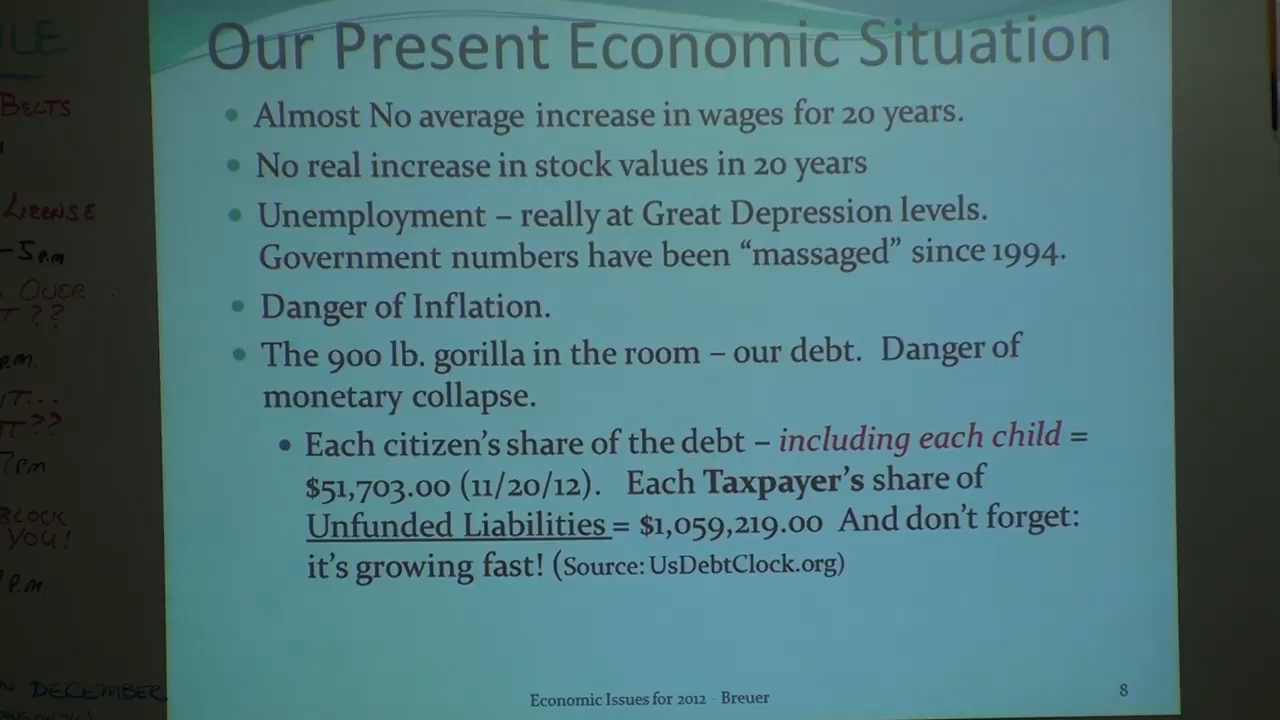 Our Present Economic Situation
• Almost No average increase in wages for 20 years.
• No real increase in stock values in 20 years
• Unemployment – really at Great Depression levels.
Government numbers have been “massaged” since 1994.
• Danger of Inflation.
• The 900 lb. gorilla in the room – our debt. Danger of
monetary collapse.
• Each citizen's share of the debt – including each child =
$51,703.00 (11/20/12). Each Taxpayer's share of
Unfunded Liabilities = $1,059,219.00 And don't forget:
it's growing fast! (Source: UsDebtClock.org)
Economic Issues for 2012 - Breuer
8
BELTS
LICENSE
-5 P.M
OVER...
??
P.M.
??
7PM
BLOCK
YOU!
P.M.
DECEMBER